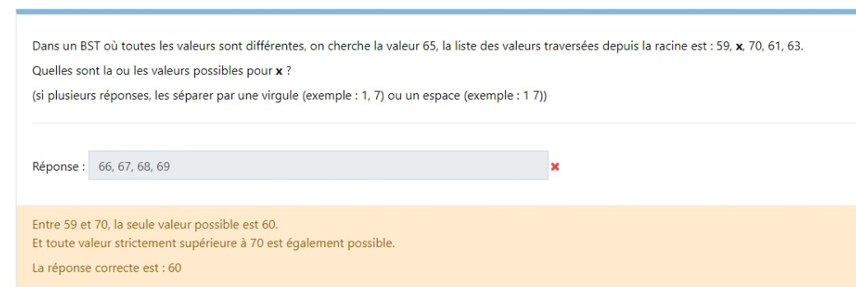 Dans un BST où toutes les valeurs sont différentes, on cherche la valeur 65, la liste des valeurs traversées depuis la racine est : 59, x, 70, 61, 63.
Quelles sont la ou les valeurs possibles pour x ?
(si plusieurs réponses, les séparer par une virgule (exemple : 1, 7) ou un espace (exemple : 1 7))
Réponse : 66, 67, 68, 69
Entre 59 et 70, la seule valeur possible est 60.
Et toute valeur strictement supérieure à 70 est également possible.
La réponse correcte est : 60